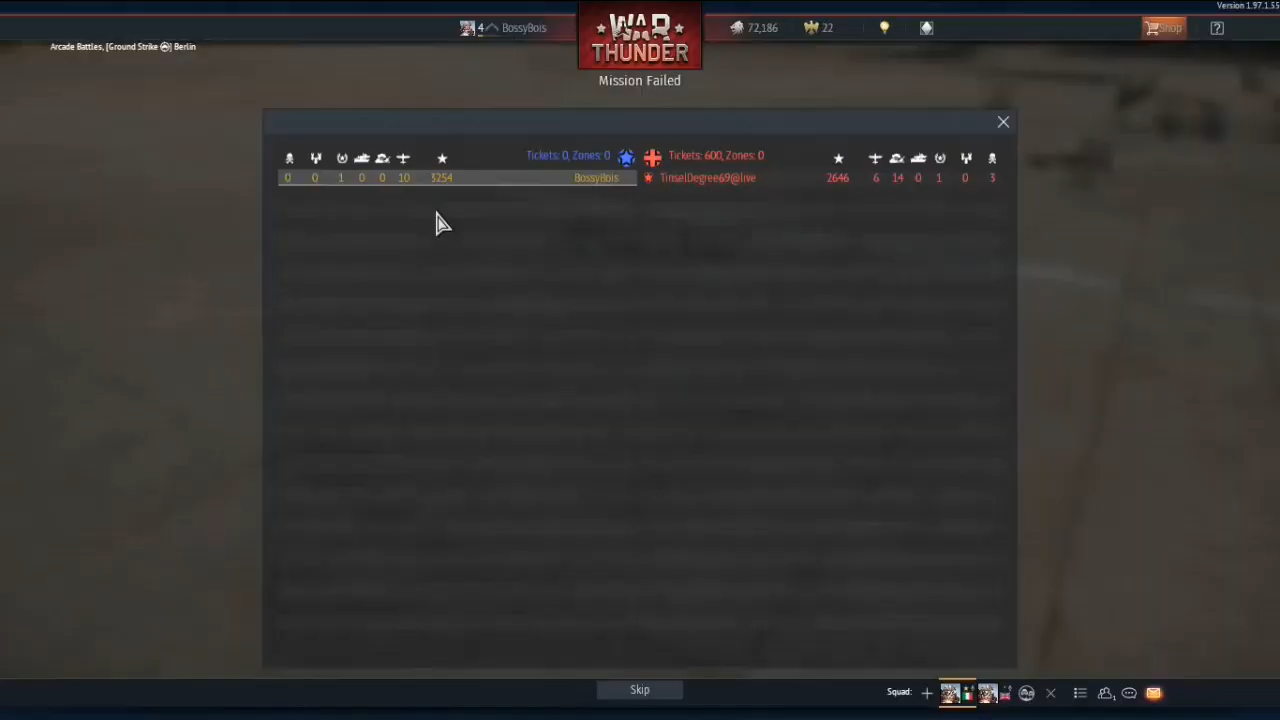 Version 1.97.1.55
4 BossyBois
WAR THUNDER
72,186
22
Shop
Arcade Battles, [Ground Strike] Berlin
Mission Failed
Tickets: 0, Zones: 0
Tickets: 600, Zones: 0
0 0 1 0 0 10 3254 BossyBois
TinselDegree69@live 2646 6 14 0 1 0 3
Skip
Squad: